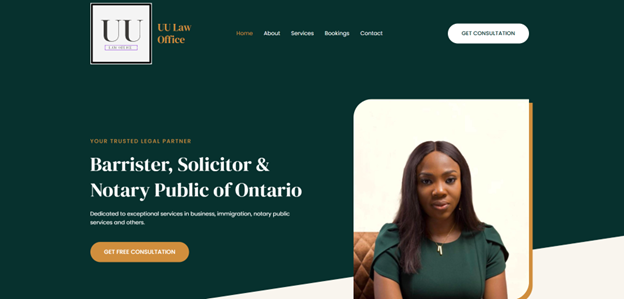 UU
LAW OFFICE
UU Law
Office
Home About Services Bookings Contact
GET CONSULTATION
YOUR TRUSTED LEGAL PARTNER
Barrister, Solicitor &
Notary Public of Ontario
Dedicated to exceptional services in business, immigration, notary public
services and others.
GET FREE CONSULTATION